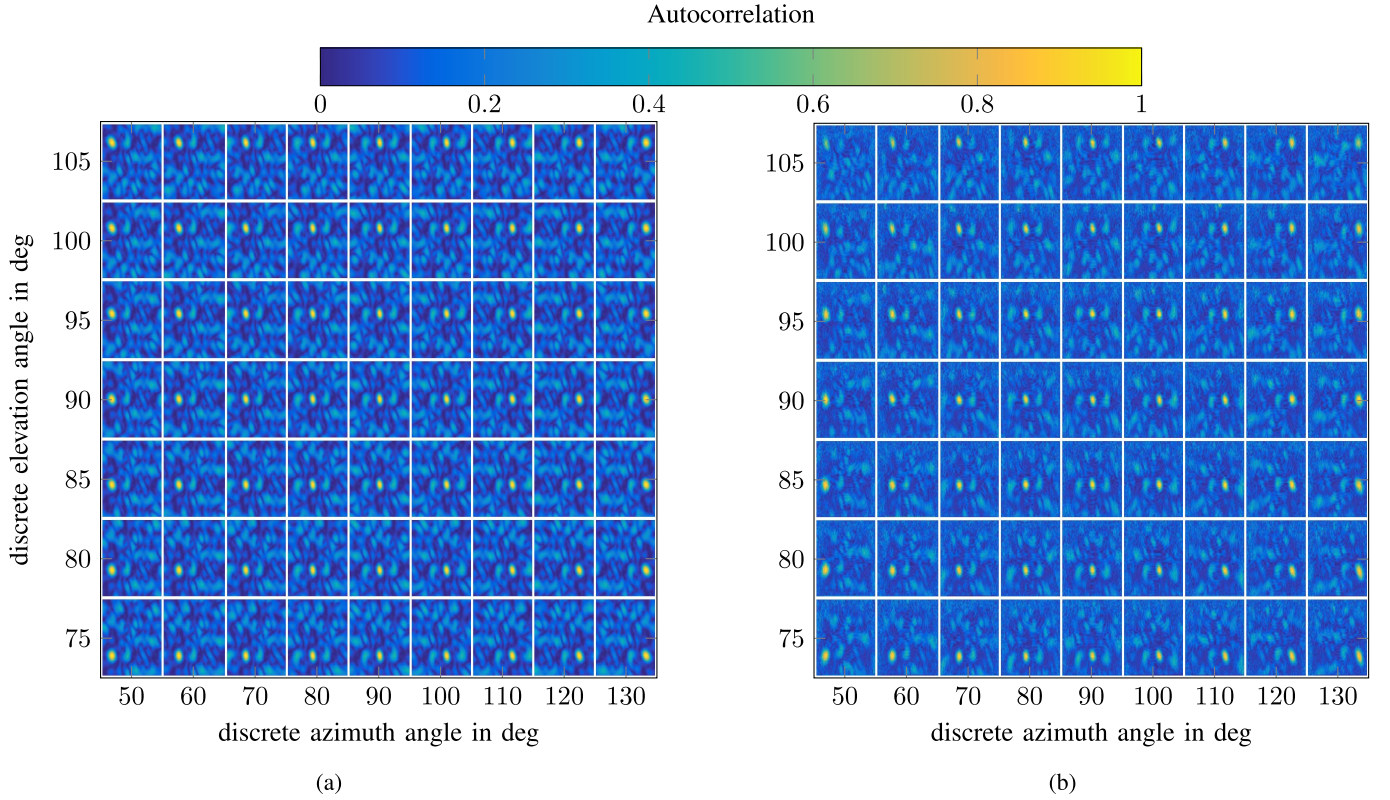 Autocorrelation
0 0.2 0.4 0.6 0.8 1
discrete elevation angle in deg
105
100
95
90
85
80
75
50 60 70 80 90 100 110 120 130
discrete azimuth angle in deg
(a)
105
100
95
90
85
80
75
50 60 70 80 90 100 110 120 130
discrete azimuth angle in deg
(b)